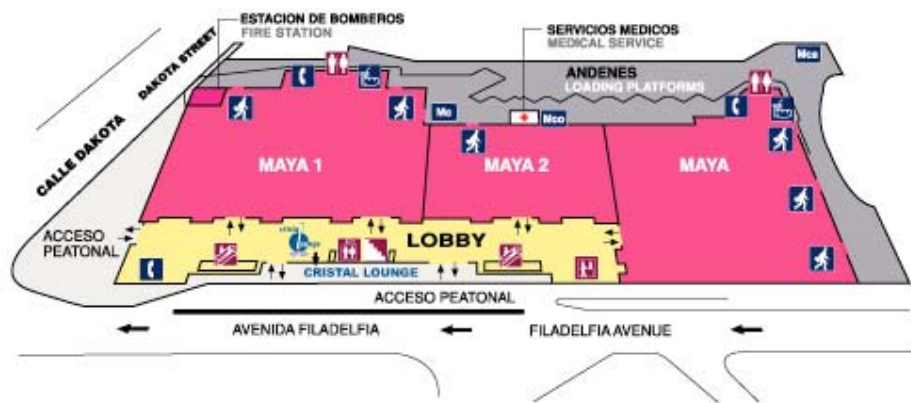 ESTACION DE BOMBEROS
FIRE STATION
SERVICIOS MEDICOS
MEDICAL SERVICE
Mco
DAKOTA STREET
CALLE DAKOTA
ANDENES
LOADING PLATFORMS
Mc
Mco
MAYA 1
MAYA 2
MAYA
ACCESO
PEATONAL
LOBBY
CRISTAL LOUNGE
ACCESO PEATONAL
AVENIDA FILADELFIA
FILADELFIA AVENUE